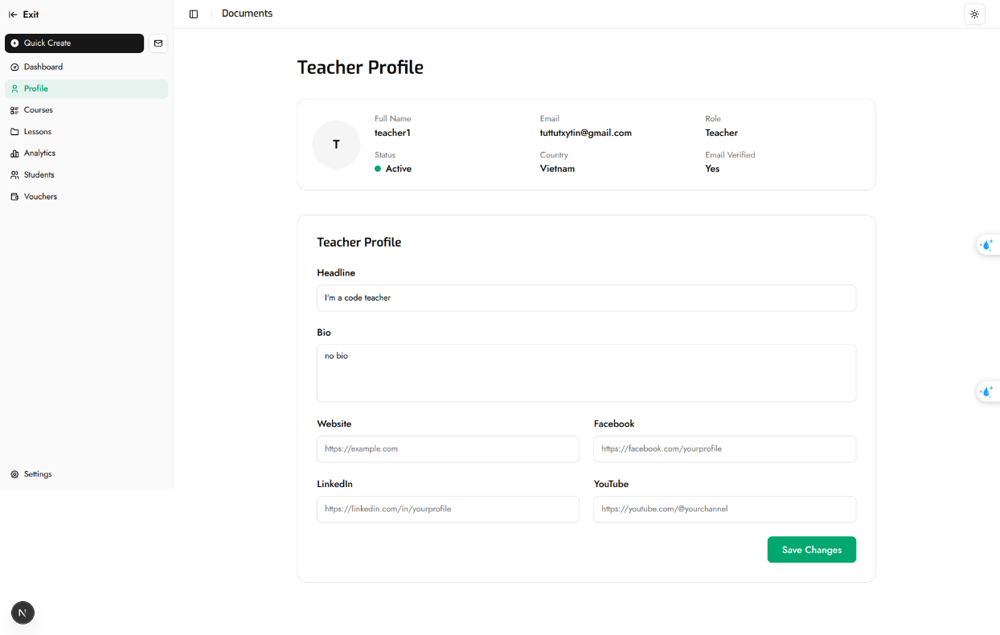 Exit
Documents
Quick Create
Dashboard
Profile
Courses
Lessons
Analytics
Students
Vouchers
Settings
N
Teacher Profile
T
Full Name
teacher1
Email
tuttutxytin@gmail.com
Role
Teacher
Status
Active
Country
Vietnam
Email Verified
Yes
Teacher Profile
Headline
I'm a code teacher
Bio
no bio
Website
https://example.com
Facebook
https://facebook.com/yourprofile
LinkedIn
https://linkedin.com/in/yourprofile
YouTube
https://youtube.com/@yourchannel
Save Changes